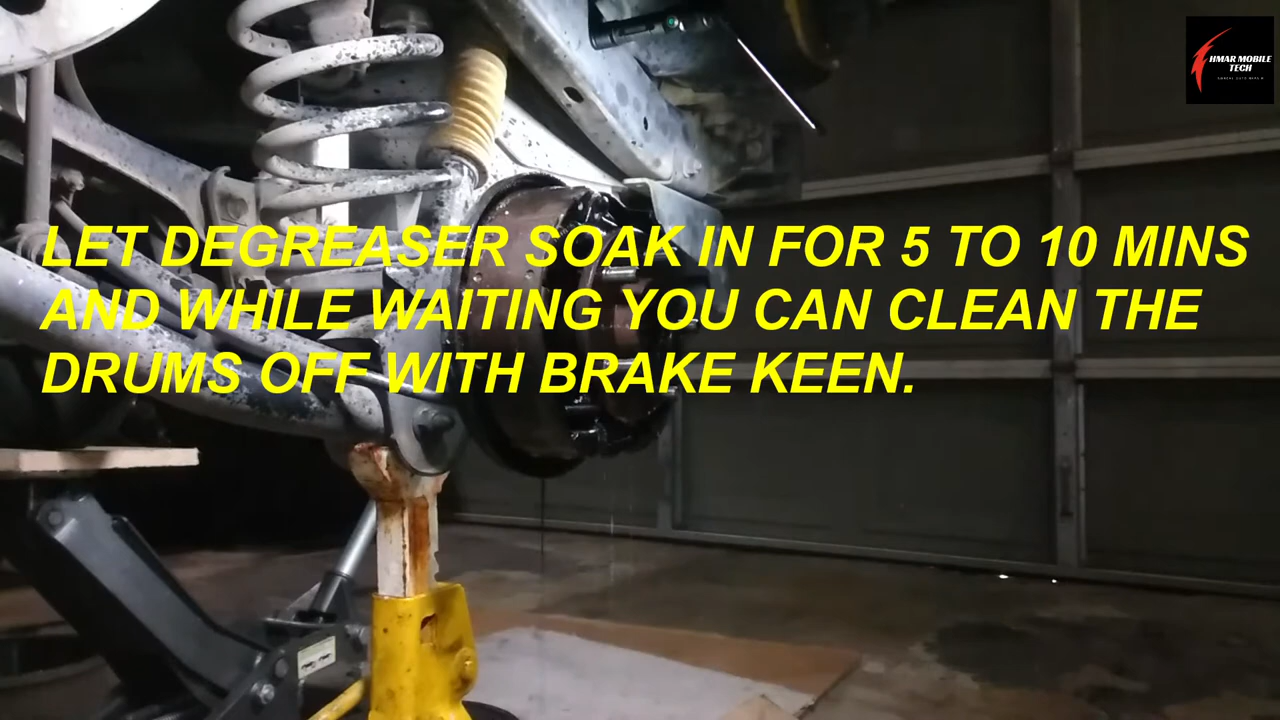 HMAR MOBILE
TECH
LET DEGREASER SOAK IN FOR 5 TO 10 MINS
AND WHILE WAITING YOU CAN CLEAN THE
DRUMS OFF WITH BRAKE KEEN.